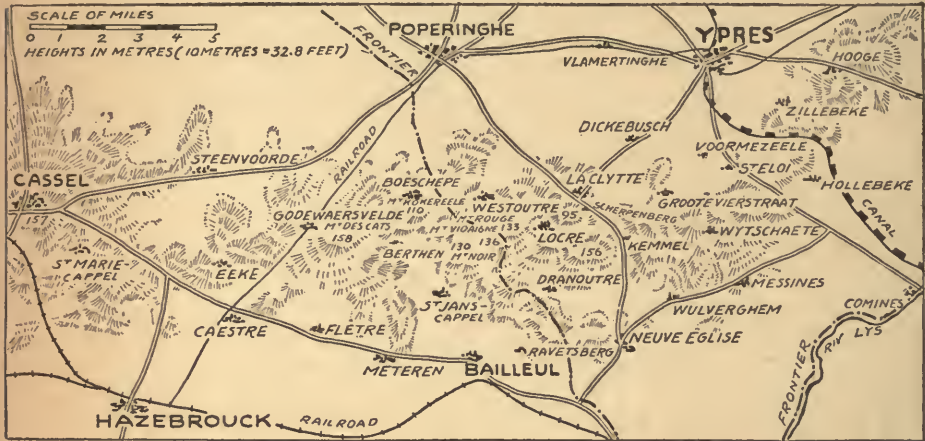 SCALE OF MILES
0 1 2 3 4 5
HEIGHTS IN METRES (10 METRES = 32.8 FEET)
FRONTIER
POPERINGHE
YPRES
VLAMERTINGHE
HOOGE
ZILLEBEKE
DICKEBUSCH
VOORMEZEELE
STELOI
STEENVOORDE
RAILROAD
CASSEL
157
BOESCHEPE
MT KOKEREELE
110
WESTOUTRE
LA CLYTTE
SCHERPENBERG
95
GROOTEVIERSTRAAT
HOLLEBEKE
CANAL
GODEWAERSVELDE
MT DES CATS
158
MT ROUGE
MT VIDAIGNE 133
136
130
MT NOIR
LOCRE
156
KEMMEL
WYTSCHAETE
ST MARIE-
CAPPEL
EEKE
BERTHEN
DRANOUTRE
MESSINES
ST JANS-
CAPPEL
WULVERGHEM
COMINES
CAESTRE
FLÊTRE
METEREN
BAILLEUL
RAVETSBERG
NEUVE EGLISE
RIV LYS
FRONTIER
HAZEBROUCK
RAILROAD